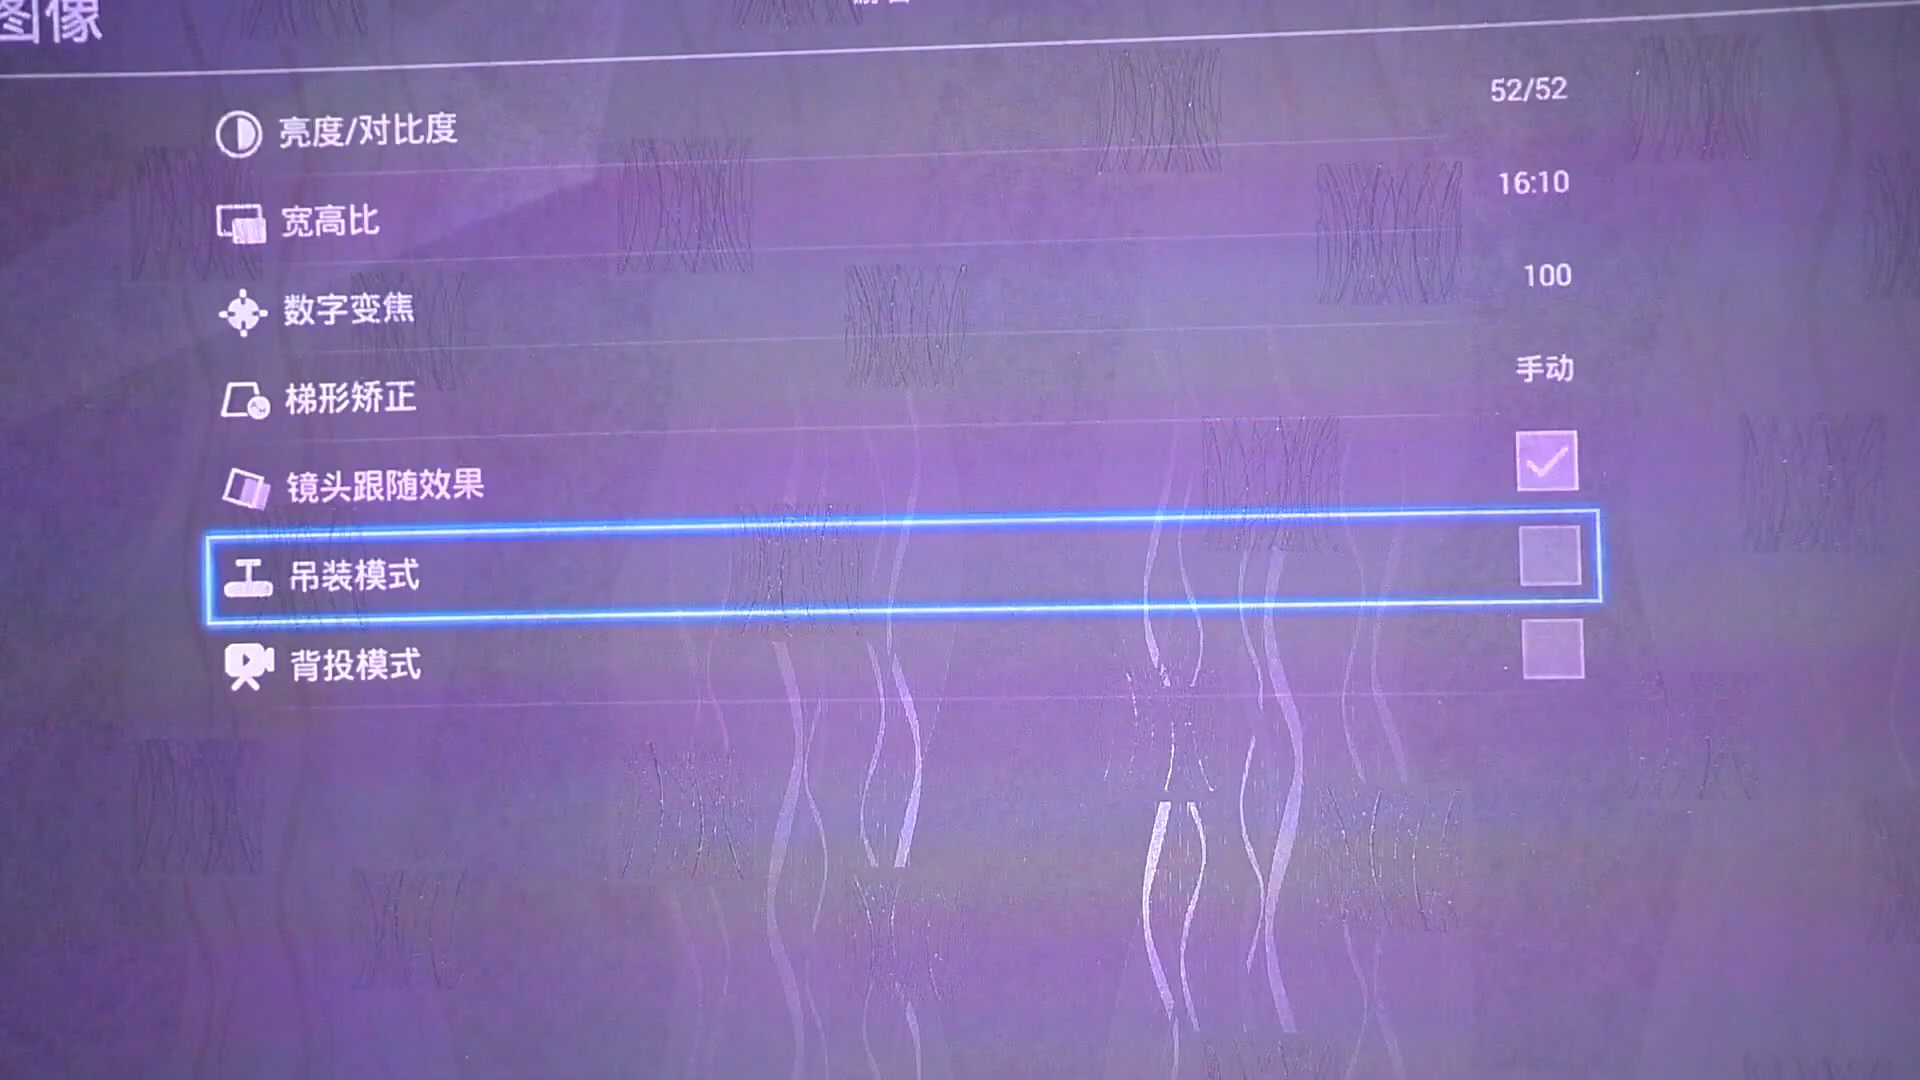 图像
亮度/对比度 52/52
宽高比 16:10
数字变焦 100
梯形矫正 手动
镜头跟随效果
吊装模式
背投模式